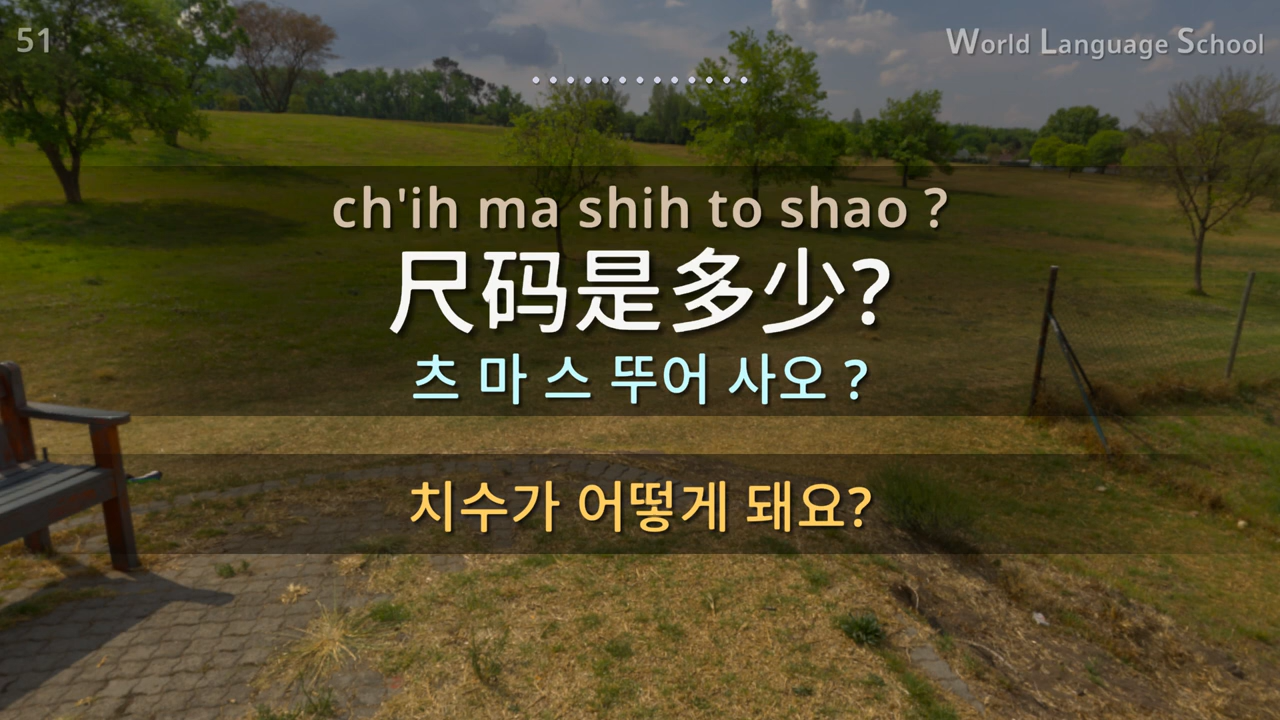 51
World Language School
ch'ih ma shih to shao ?
尺码是多少?
츠 마 스 뚜어 사오 ?
치수가 어떻게 돼요?